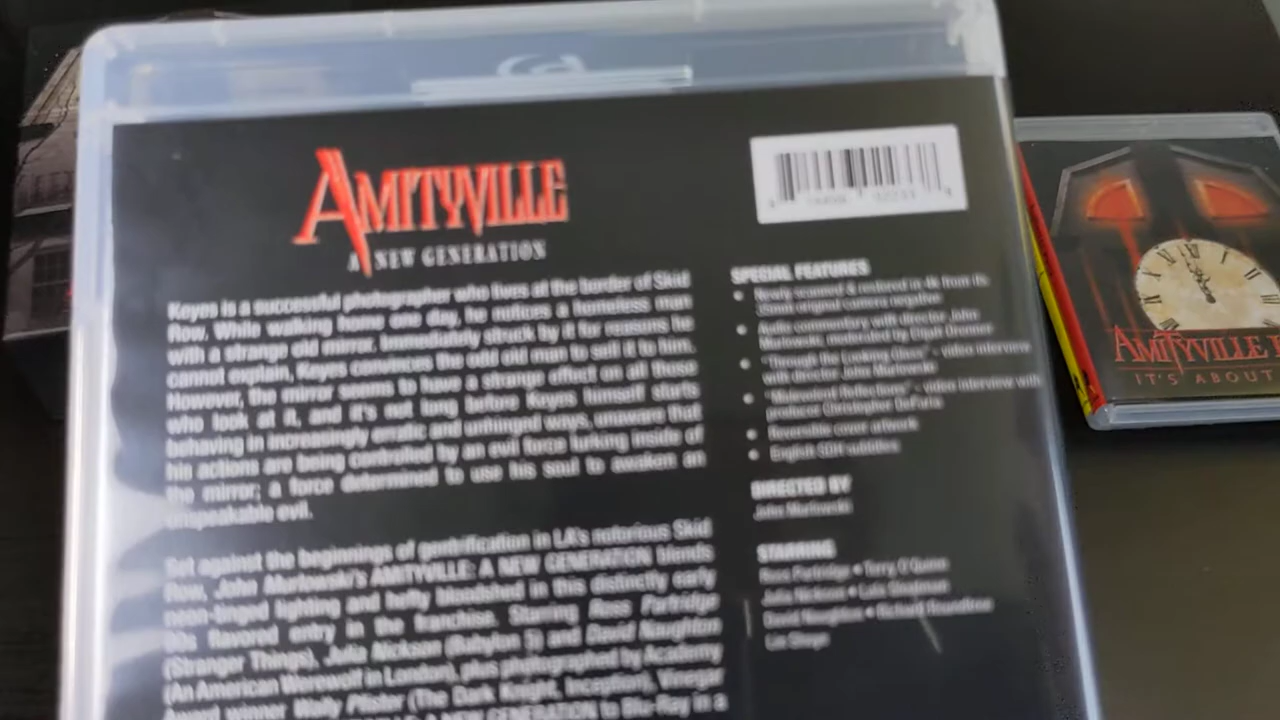 AMITYVILLE
A NEW GENERATION
Keyes is a successful photographer who lives at the border of Skid
Row. While walking home one day, he notices a homeless man
with a strange old mirror. Immediately struck by it for reasons he
cannot explain, Keyes convinces the odd old man to sell it to him.
However, the mirror seems to have a strange effect on all those
who look at it, and it's not long before Keyes himself starts
behaving in increasingly erratic and unhinged ways, unaware that
his actions are being controlled by an evil force lurking inside of
the mirror; a force determined to use his soul to awaken an
unspeakable evil.
Set against the beginnings of gentrification in LA's notorious Skid
Row, John Murlowski's AMITYVILLE: A NEW GENERATION blends
neon-tinged lighting and hefty bloodshed in this distinctly early
90s flavored entry in the franchise. Starring Ross Partridge
(Stranger Things), Julia Nickson (Babylon 5) and David Naughton
(An American Werewolf in London), plus photographed by Academy
Award winner Wally Pfister (The Dark Knight, Inception), Vinegar
A NEW GENERATION to Blu-Ray in a
SPECIAL FEATURES
• Newly scanned & restored in 4K from its
35mm original camera negative
• Audio commentary with director John
Murlowski, moderated by
• "Through the Looking Glass" - video interview
with director John Murlowski
• - video interview with
producer Christopher DeFaria
• Reversible cover artwork
• English SDH subtitles
DIRECTED BY
John Murlowski
STARRING
Ross Partridge • Terry O'Quinn
Julia Nickson • Lala Sloatman
David Naughton • Richard Roundtree
Lin Shaye
AMITYVILLE
IT'S ABOUT